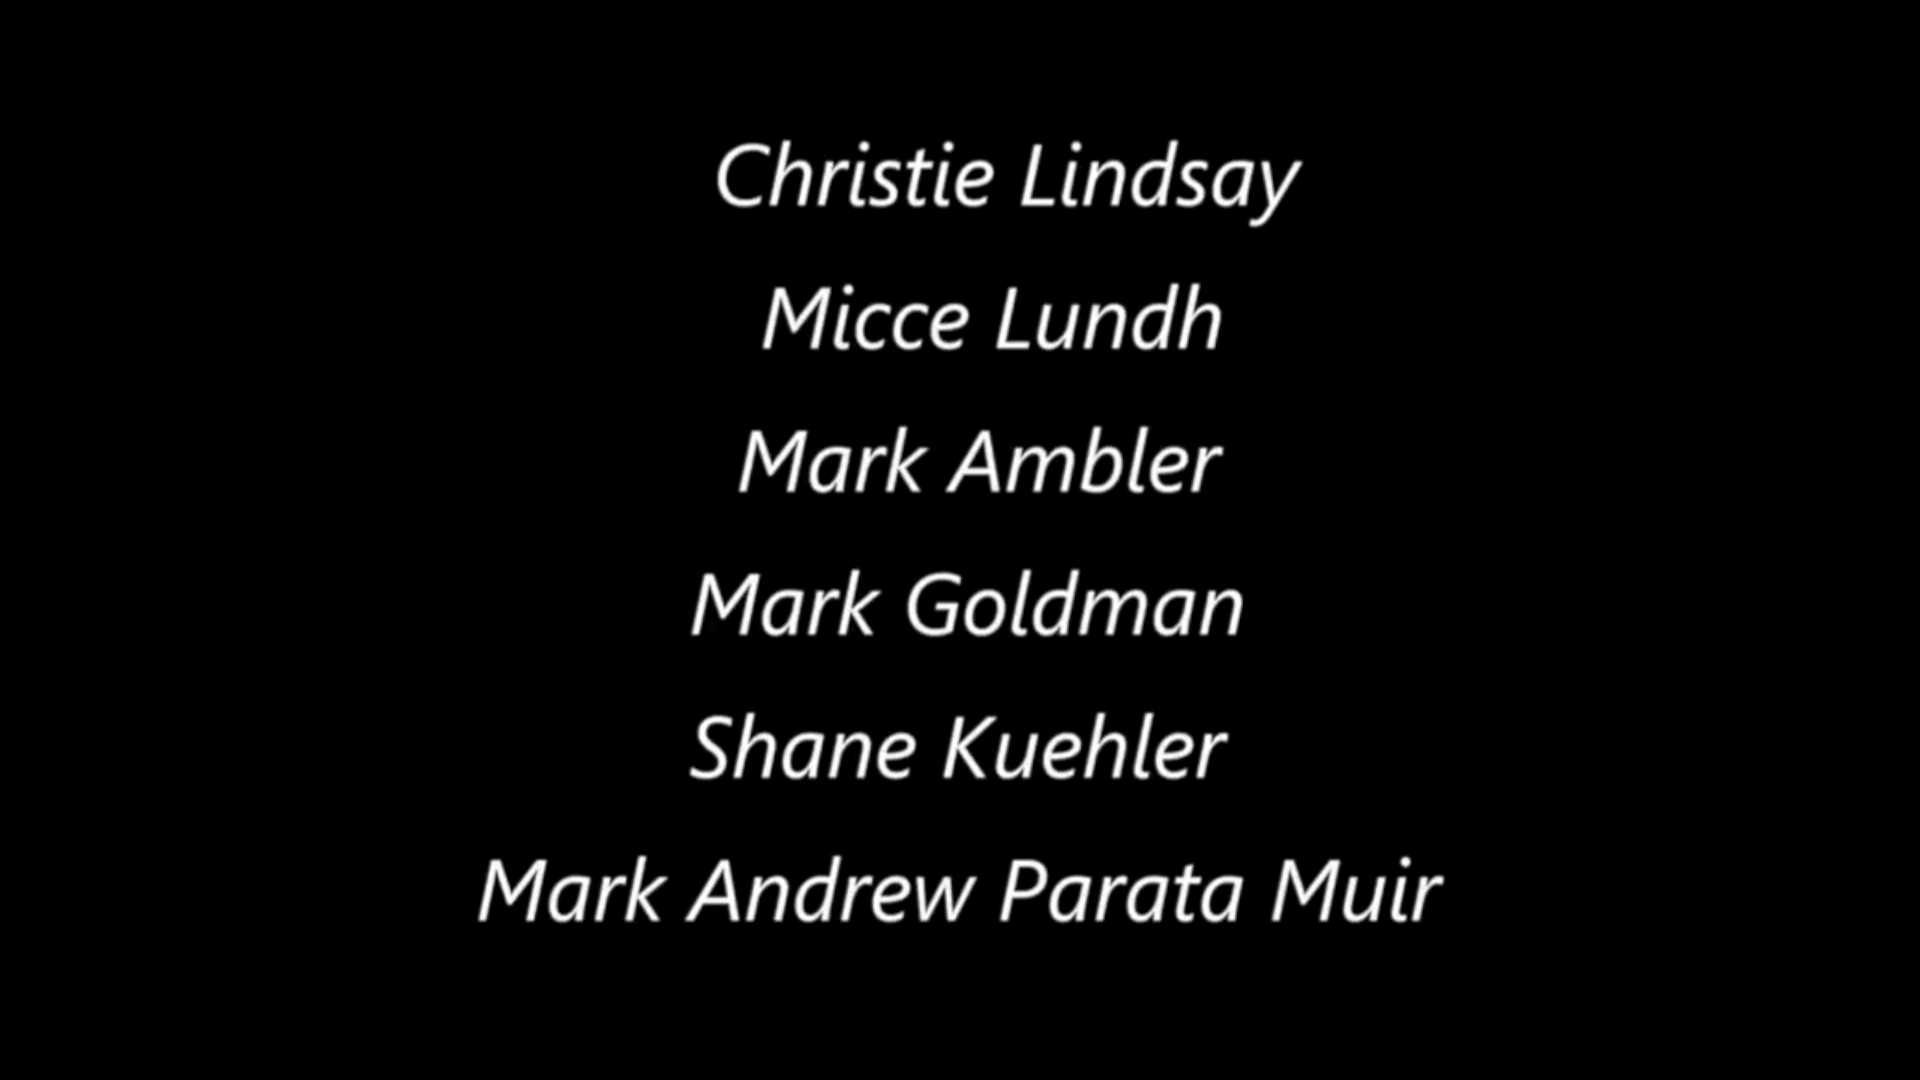 Christie Lindsay
Micce Lundh
Mark Ambler
Mark Goldman
Shane Kuehler
Mark Andrew Parata Muir